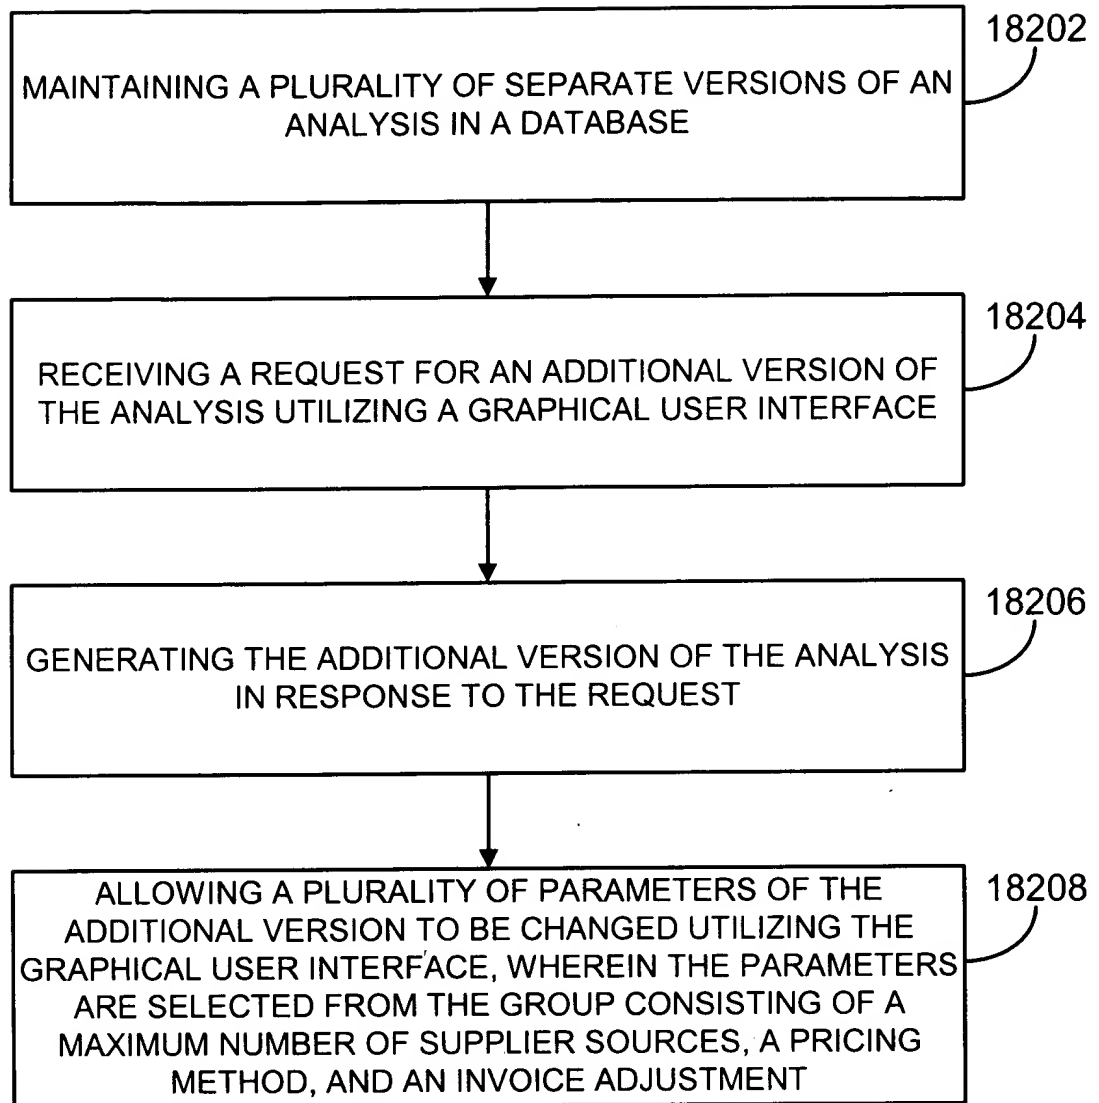 18202
MAINTAINING A PLURALITY OF SEPARATE VERSIONS OF AN
ANALYSIS IN A DATABASE
18204
RECEIVING A REQUEST FOR AN ADDITIONAL VERSION OF
THE ANALYSIS UTILIZING A GRAPHICAL USER INTERFACE
18206
GENERATING THE ADDITIONAL VERSION OF THE ANALYSIS
IN RESPONSE TO THE REQUEST
18208
ALLOWING A PLURALITY OF PARAMETERS OF THE
ADDITIONAL VERSION TO BE CHANGED UTILIZING THE
GRAPHICAL USER INTERFACE, WHEREIN THE PARAMETERS
ARE SELECTED FROM THE GROUP CONSISTING OF A
MAXIMUM NUMBER OF SUPPLIER SOURCES, A PRICING
METHOD, AND AN INVOICE ADJUSTMENT